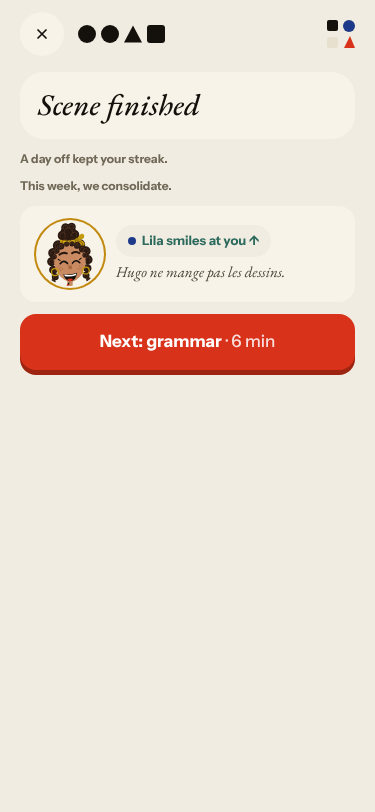 Scene finished
A day off kept your streak.
This week, we consolidate.
Lila smiles at you ↑
Hugo ne mange pas les dessins.
Next: grammar · 6 min